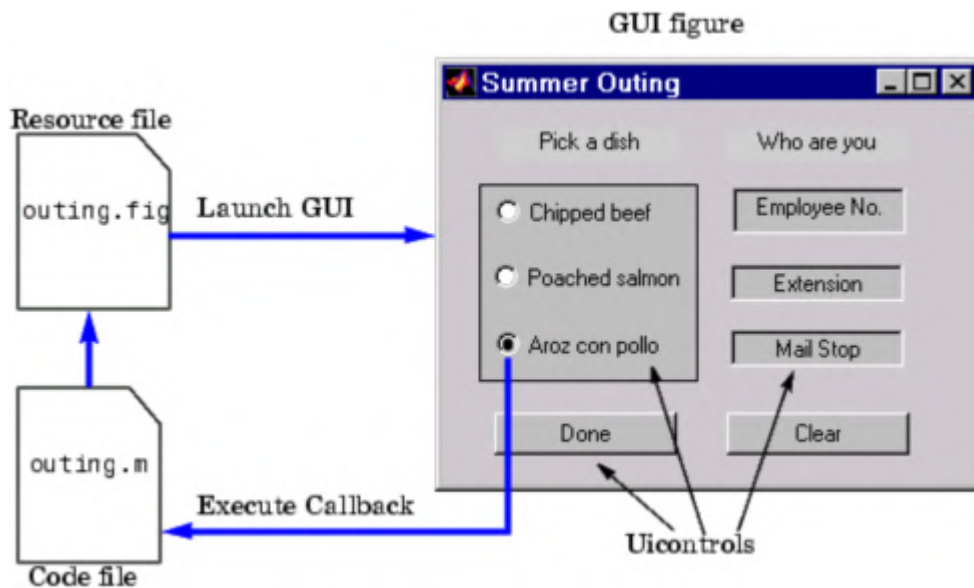 GUI figure
Resource file
outing.fig
Launch GUI
Summer Outing
Pick a dish
Who are you
Chipped beef
Employee No.
Poached salmon
Extension
Aroz con pollo
Mail Stop
Done
Clear
outing.m
Execute Callback
Uicontrols
Code file